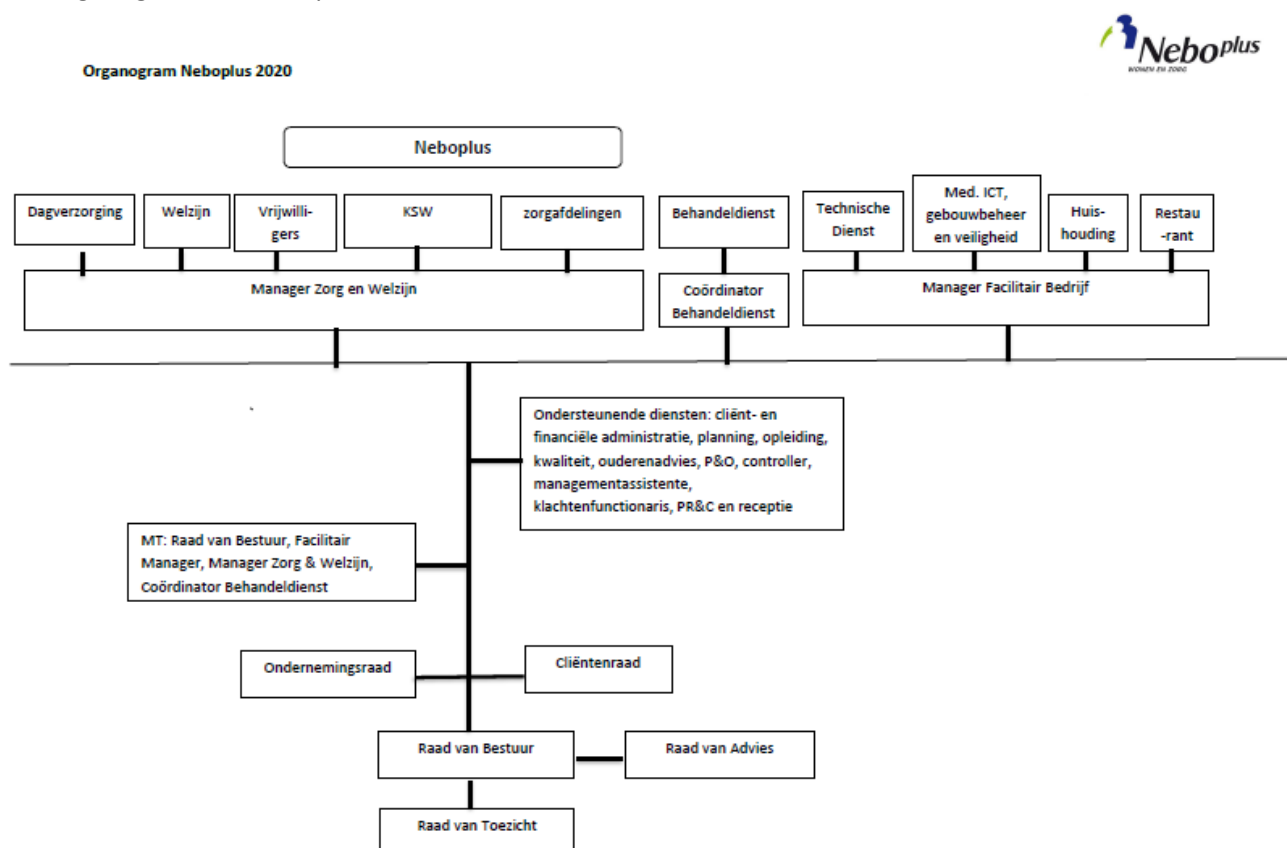 Neboplus
WONEN EN ZORG
Organogram Neboplus 2020
Neboplus
Dagverzorging
Welzijn
Vrijwilli-
gers
KSW
zorgafdelingen
Behandeldienst
Technische
Dienst
Med. ICT,
gebouwbeheer
en veiligheid
Huis-
houding
Restau
-rant
Manager Zorg en Welzijn
Coördinator
Behandeldienst
Manager Facilitair Bedrijf
Ondersteunende diensten: cliënt- en
financiële administratie, planning, opleiding,
kwaliteit, ouderenadvies, P&O, controller,
managementassistente,
klachtenfunctionaris, PR&C en receptie
MT: Raad van Bestuur, Facilitair
Manager, Manager Zorg & Welzijn,
Coördinator Behandeldienst
Ondernemingsraad
Cliëntenraad
Raad van Bestuur
Raad van Advies
Raad van Toezicht